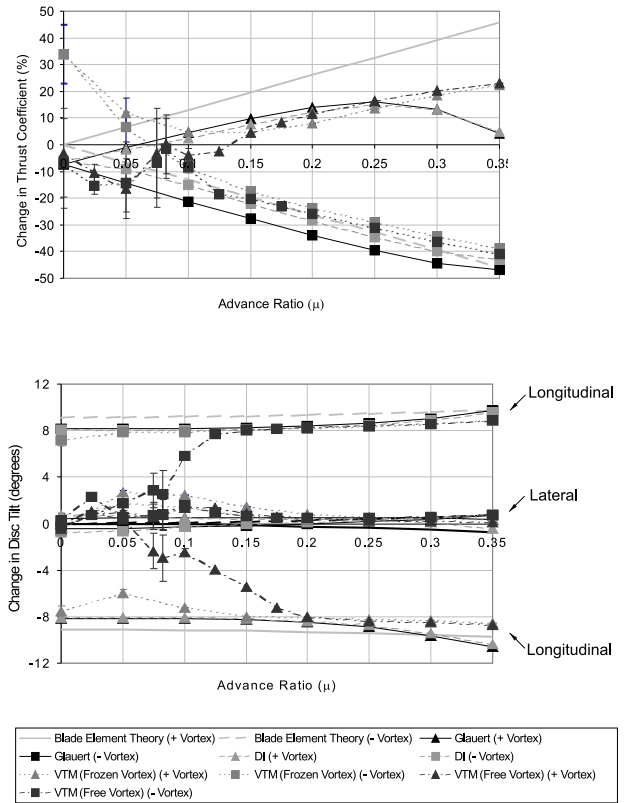 50
40
30
20
10
0
-10
-20
-30
-40
-50
0 0.05 0.1 0.15 0.2 0.25 0.3 0.35
Change in Thrust Coefficient (%)
Advance Ratio (μ)
12
8
4
0
-4
-8
-12
0 0.05 0.1 0.15 0.2 0.25 0.3 0.35
Change in Disc Tilt (degrees)
Longitudinal
Lateral
Longitudinal
Advance Ratio (μ)
Blade Element Theory (+ Vortex) Blade Element Theory (- Vortex) Glauert (+ Vortex)
Glauert (- Vortex) DI (+ Vortex) DI (- Vortex)
VTM (Frozen Vortex) (+ Vortex) VTM (Frozen Vortex) (- Vortex) VTM (Free Vortex) (+ Vortex)
VTM (Free Vortex) (- Vortex)